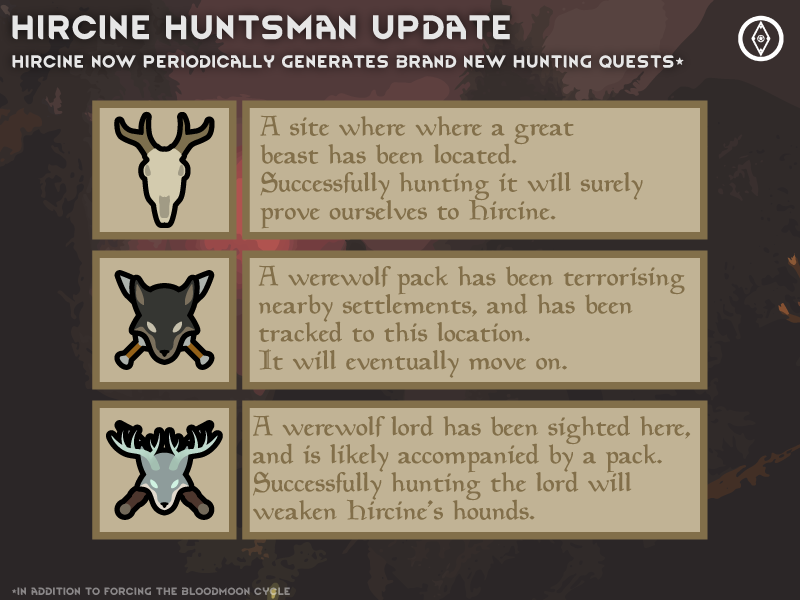 HIRCINE HUNTSMAN UPDATE
HIRCINE NOW PERIODICALLY GENERATES BRAND NEW HUNTING QUESTS*
A site where where a great
beast has been located.
Successfully hunting it will surely
prove ourselves to Hircine.
A werewolf pack has been terrorising
nearby settlements, and has been
tracked to this location.
It will eventually move on.
A werewolf lord has been sighted here,
and is likely accompanied by a pack.
Successfully hunting the lord will
weaken Hircine's hounds.
*IN ADDITION TO FORCING THE BLOODMOON CYCLE